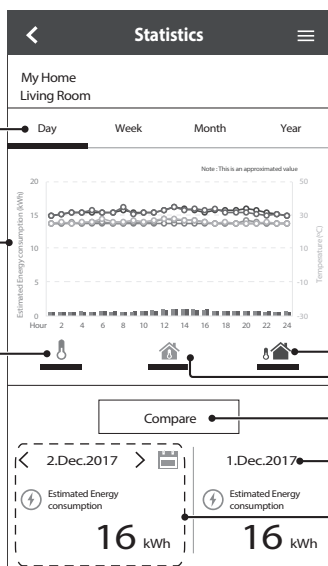 Statistics
My Home
Living Room
Day Week Month Year
Note : This is an approximated value
Estimated Energy consumption (kWh)
20
15
10
5
0
50
30
10
-10
-30
Temperature (°C)
Hour 2 4 6 8 10 12 14 16 18 20 22 24
Compare
2.Dec.2017
Estimated Energy
consumption
16 kWh
1.Dec.2017
Estimated Energy
consumption
16 kWh